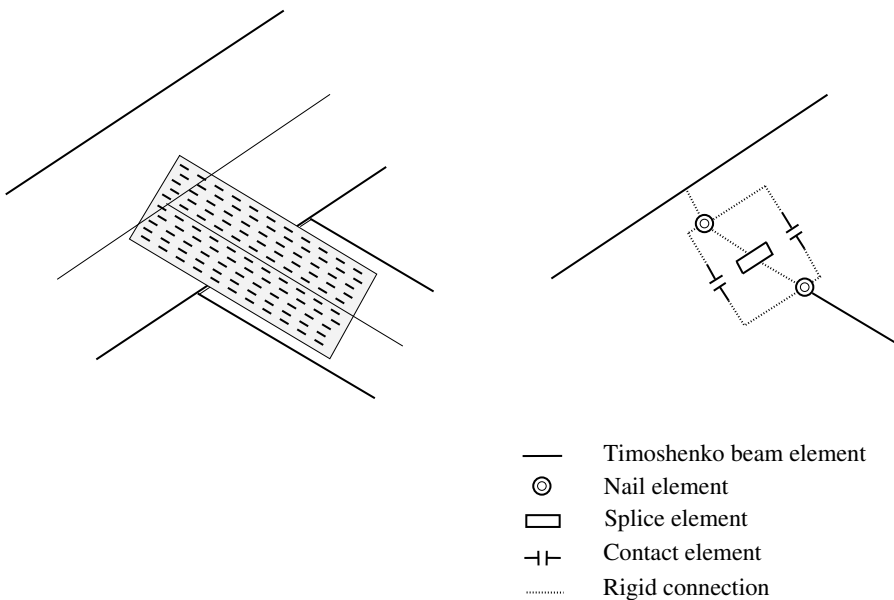 Timoshenko beam element
Nail element
Splice element
Contact element
Rigid connection